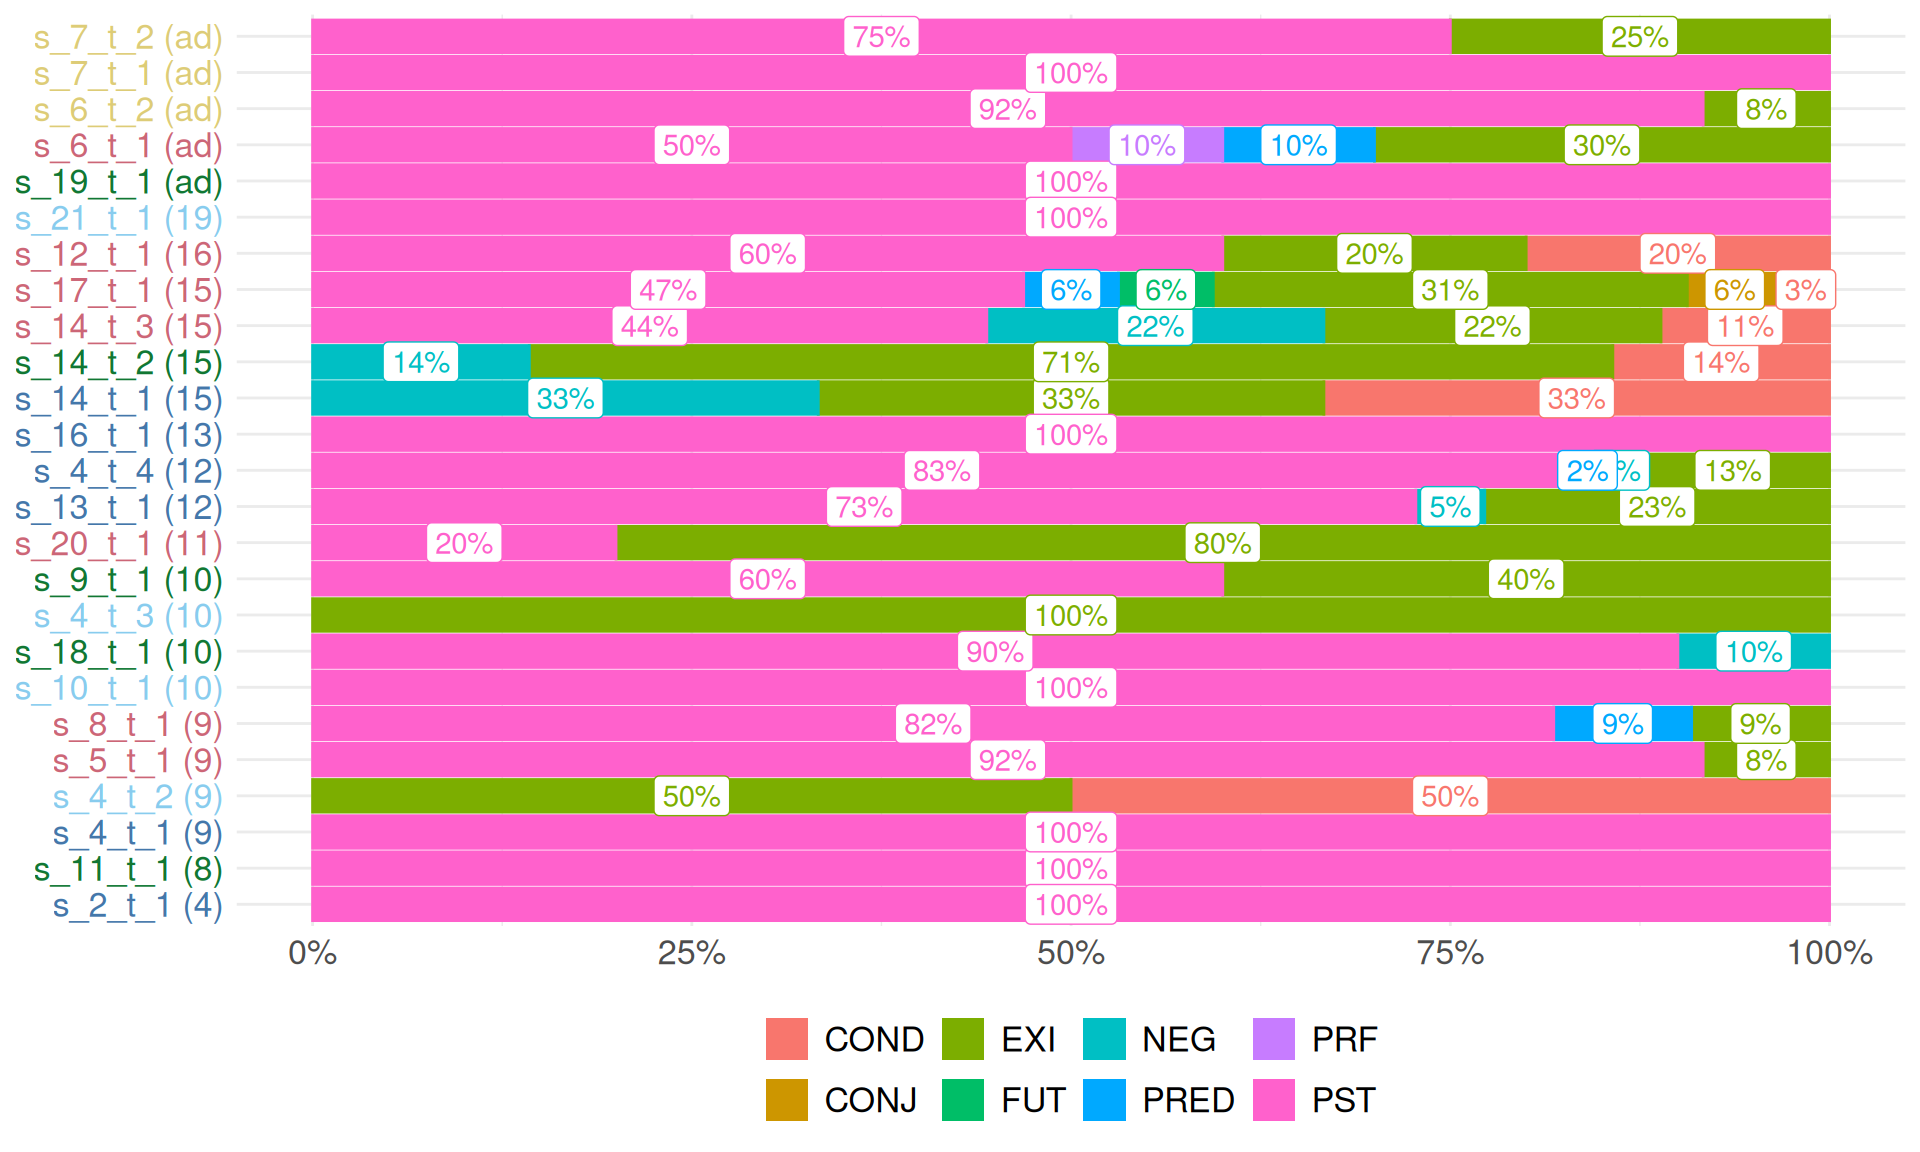 s_7_t_2 (ad) 75% 25%
s_7_t_1 (ad) 100%
s_6_t_2 (ad) 92% 8%
s_6_t_1 (ad) 50% 10% 10% 30%
s_19_t_1 (ad) 100%
s_21_t_1 (19) 100%
s_12_t_1 (16) 60% 20% 20%
s_17_t_1 (15) 47% 6% 6% 31% 6% 3%
s_14_t_3 (15) 44% 22% 22% 11%
s_14_t_2 (15) 14% 71% 14%
s_14_t_1 (15) 33% 33% 33%
s_16_t_1 (13) 100%
s_4_t_4 (12) 83% 2% % 13%
s_13_t_1 (12) 73% 5% 23%
s_20_t_1 (11) 20% 80%
s_9_t_1 (10) 60% 40%
s_4_t_3 (10) 100%
s_18_t_1 (10) 90% 10%
s_10_t_1 (10) 100%
s_8_t_1 (9) 82% 9% 9%
s_5_t_1 (9) 92% 8%
s_4_t_2 (9) 50% 50%
s_4_t_1 (9) 100%
s_11_t_1 (8) 100%
s_2_t_1 (4) 100%
0% 25% 50% 75% 100%
COND EXI NEG PRF
CONJ FUT PRED PST